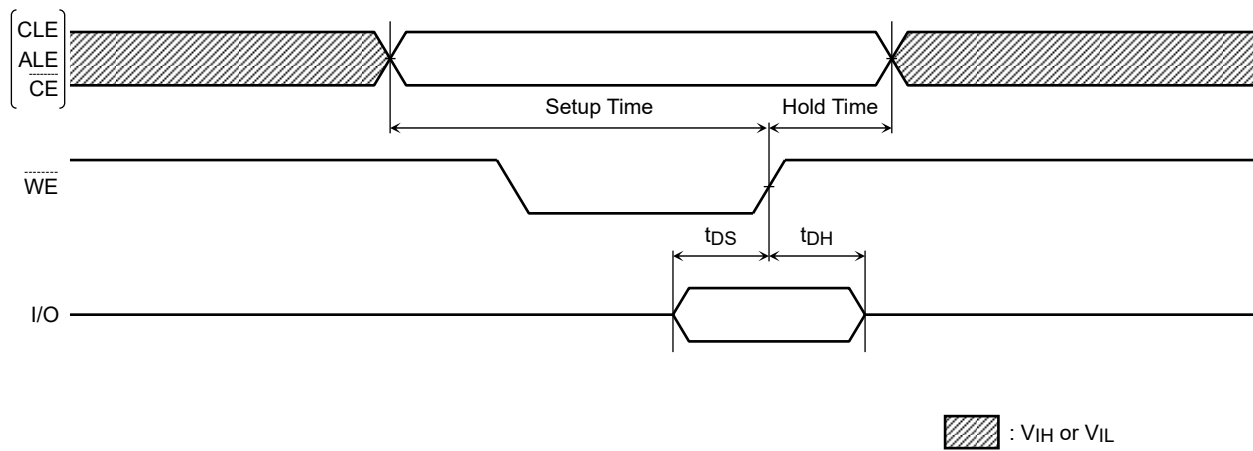 CLE
ALE
CE
Setup Time
Hold Time
WE
tDS
tDH
I/O
: VIH or VIL